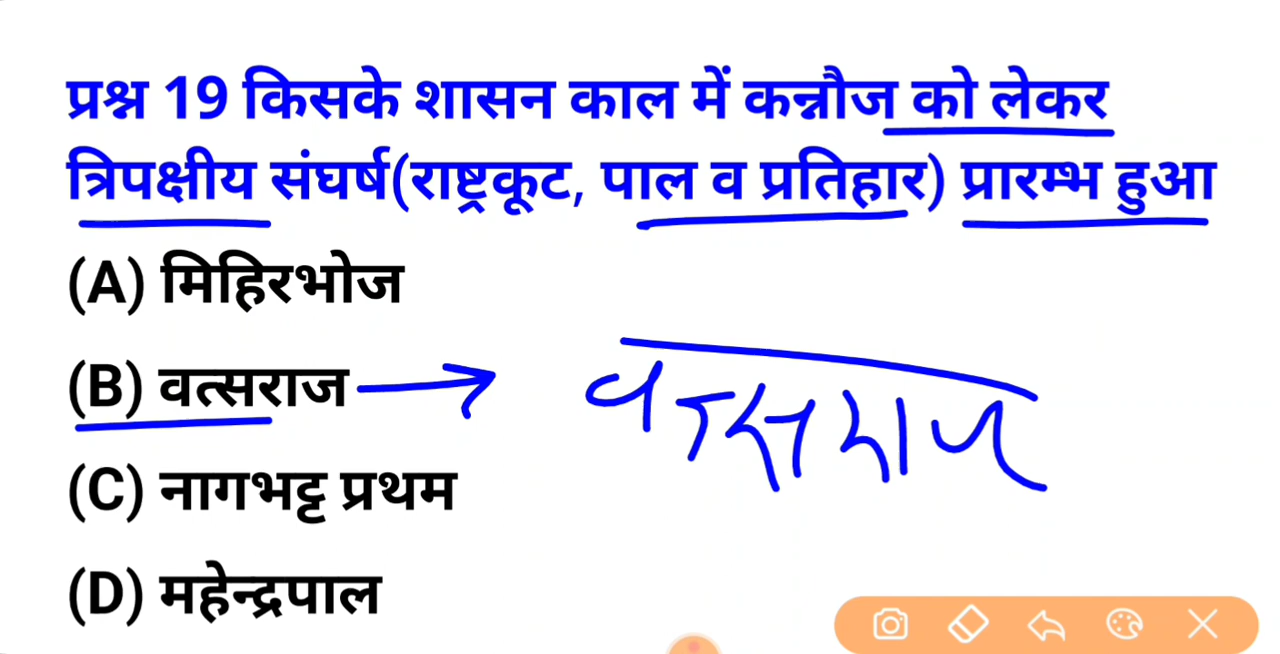 प्रश्न 19 किसके शासन काल में कन्नौज को लेकर
त्रिपक्षीय संघर्ष(राष्ट्रकूट, पाल व प्रतिहार) प्रारम्भ हुआ
(A) मिहिरभोज
(B) वत्सराज
वत्सराज
(C) नागभट्ट प्रथम
(D) महेन्द्रपाल